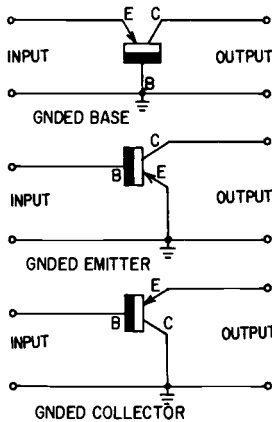 E C
INPUT OUTPUT
B
GNDED BASE
C
B E
INPUT OUTPUT
GNDED EMITTER
E
B C
INPUT OUTPUT
GNDED COLLECTOR